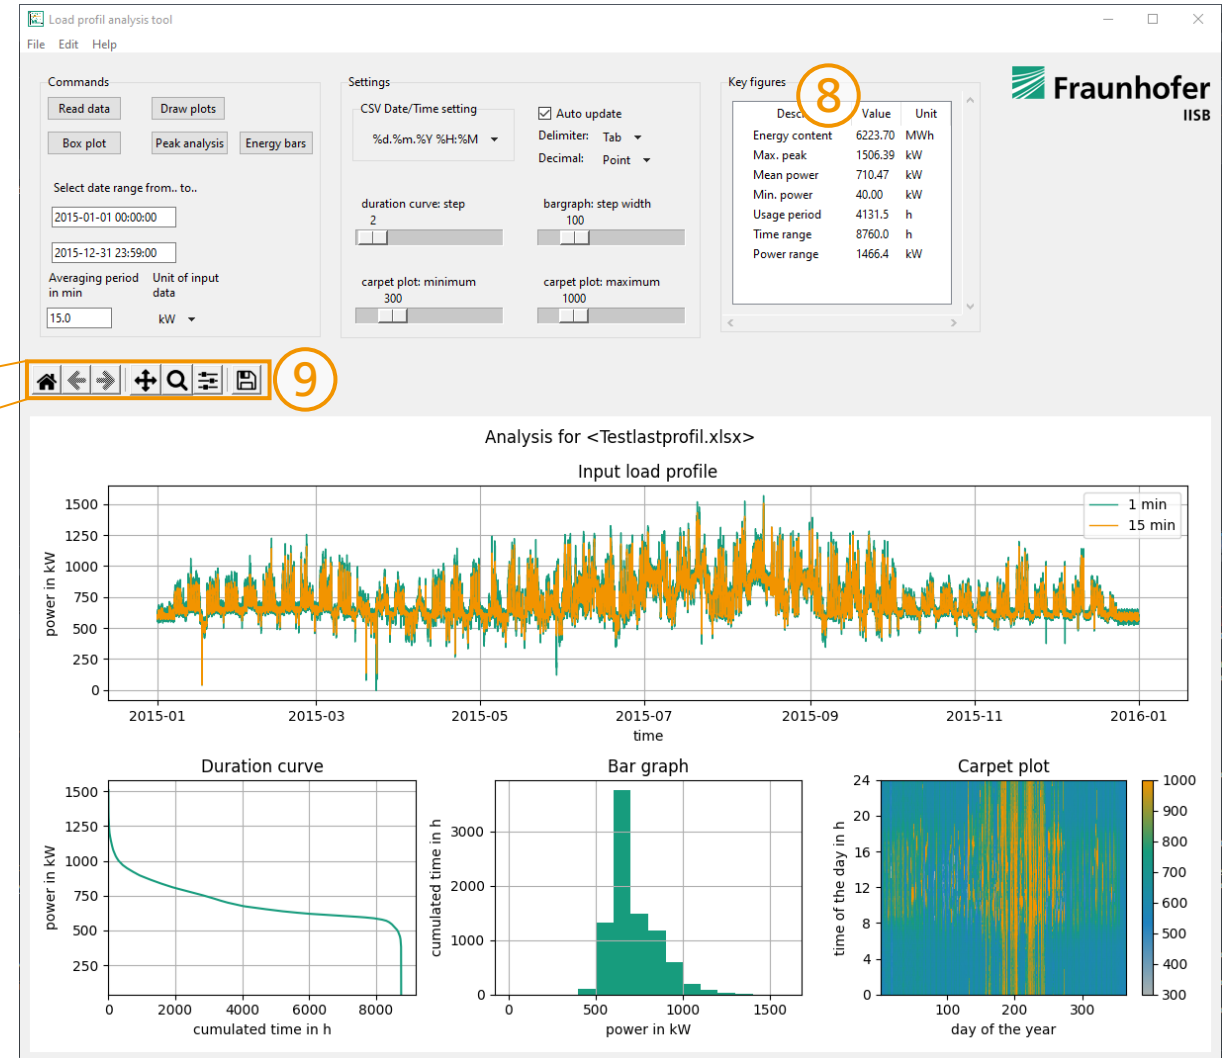 Load profil analysis tool
File Edit Help
Commands
Read data Draw plots
Box plot Peak analysis Energy bars
Select date range from.. to..
2015-01-01 00:00:00
2015-12-31 23:59:00
Averaging period Unit of input
in min data
15.0 kW
Settings
CSV Date/Time setting
%d.%m.%Y %H:%M
Auto update
Delimiter: Tab
Decimal: Point
duration curve: step
2
bargraph: step width
100
carpet plot: minimum
300
carpet plot: maximum
1000
Key figures
8
Value Unit
Energy content 6223.70 MWh
Max. peak 1506.39 kW
Mean power 710.47 kW
Min. power 40.00 kW
Usage period 4131.5 h
Time range 8760.0 h
Power range 1466.4 kW
Fraunhofer
IISB
9
Analysis for <Testlastprofil.xlsx>
Input load profile
power in kW
1500
1250
1000
750
500
250
0
1 min
15 min
2015-01 2015-03 2015-05 2015-07 2015-09 2015-11 2016-01
time
Duration curve
power in kW
1500
1250
1000
750
500
250
0 2000 4000 6000 8000
cumulated time in h
Bar graph
cumulated time in h
3000
2000
1000
0
0 500 1000 1500
power in kW
Carpet plot
time of the day in h
24
20
16
12
8
4
0
100 200 300
day of the year
1000
900
800
700
600
500
400
300